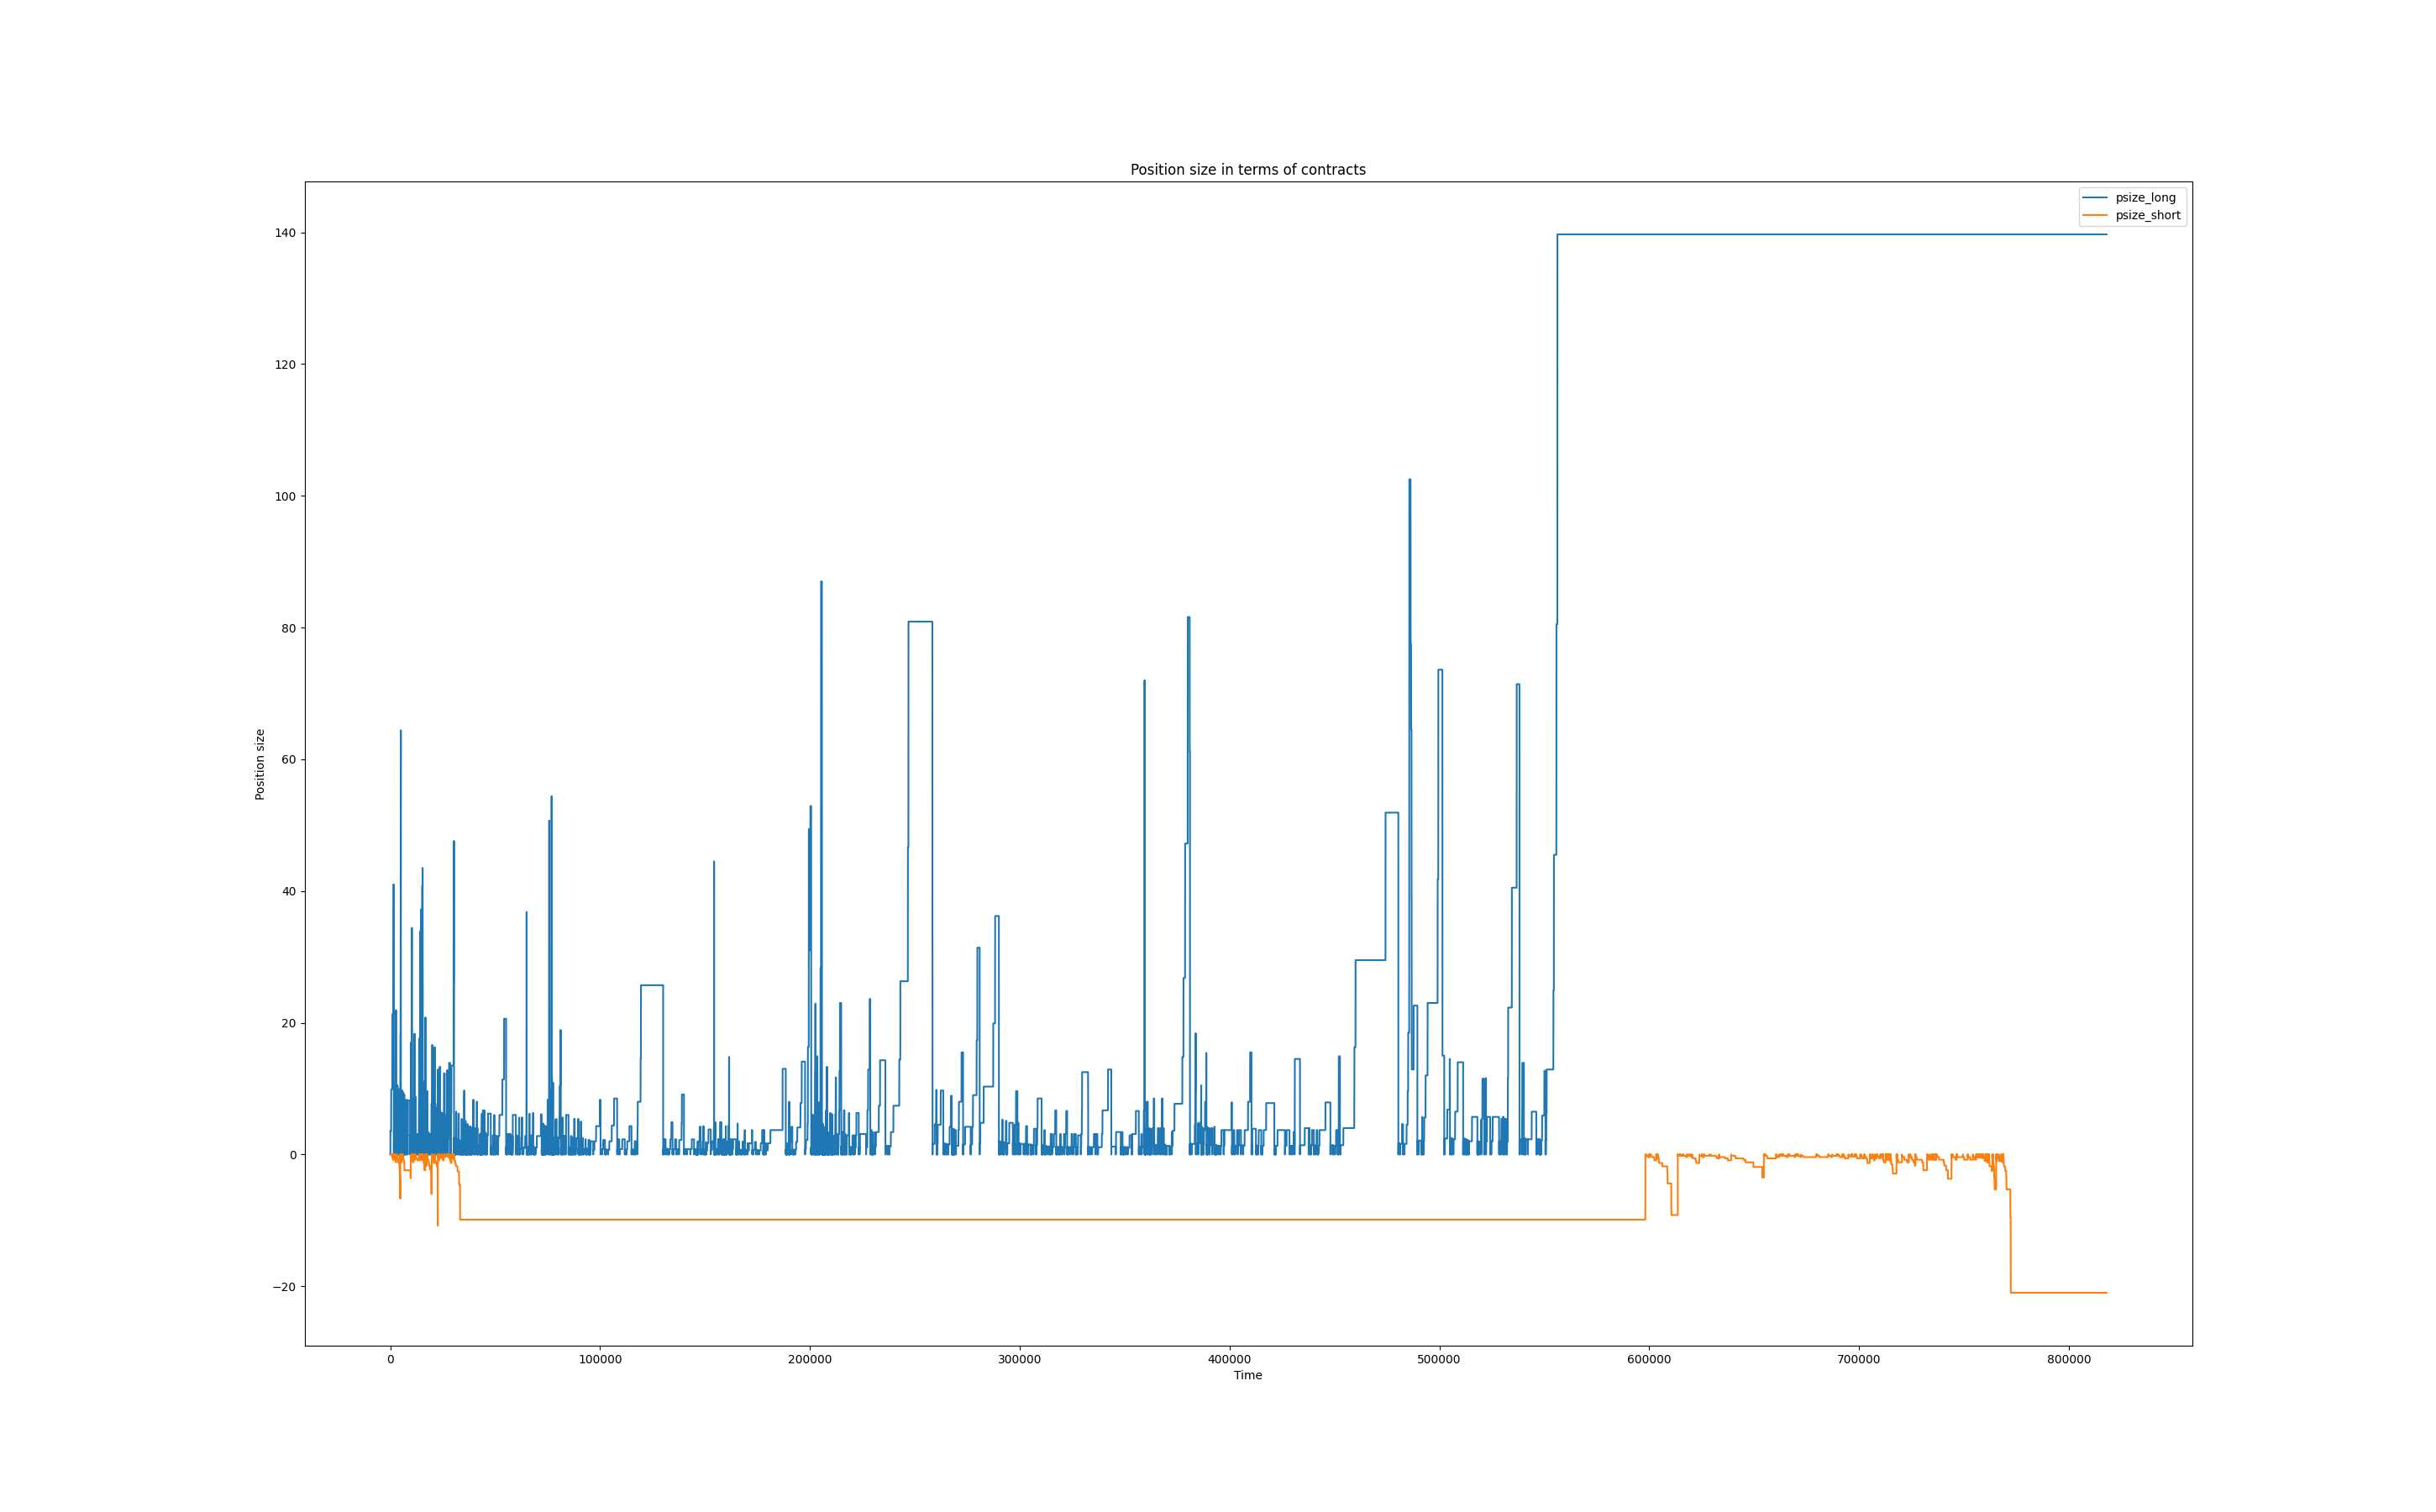 Position size in terms of contracts
psize_long
psize_short
140
120
100
80
60
40
20
0
−20
Position size
0 100000 200000 300000 400000 500000 600000 700000 800000
Time